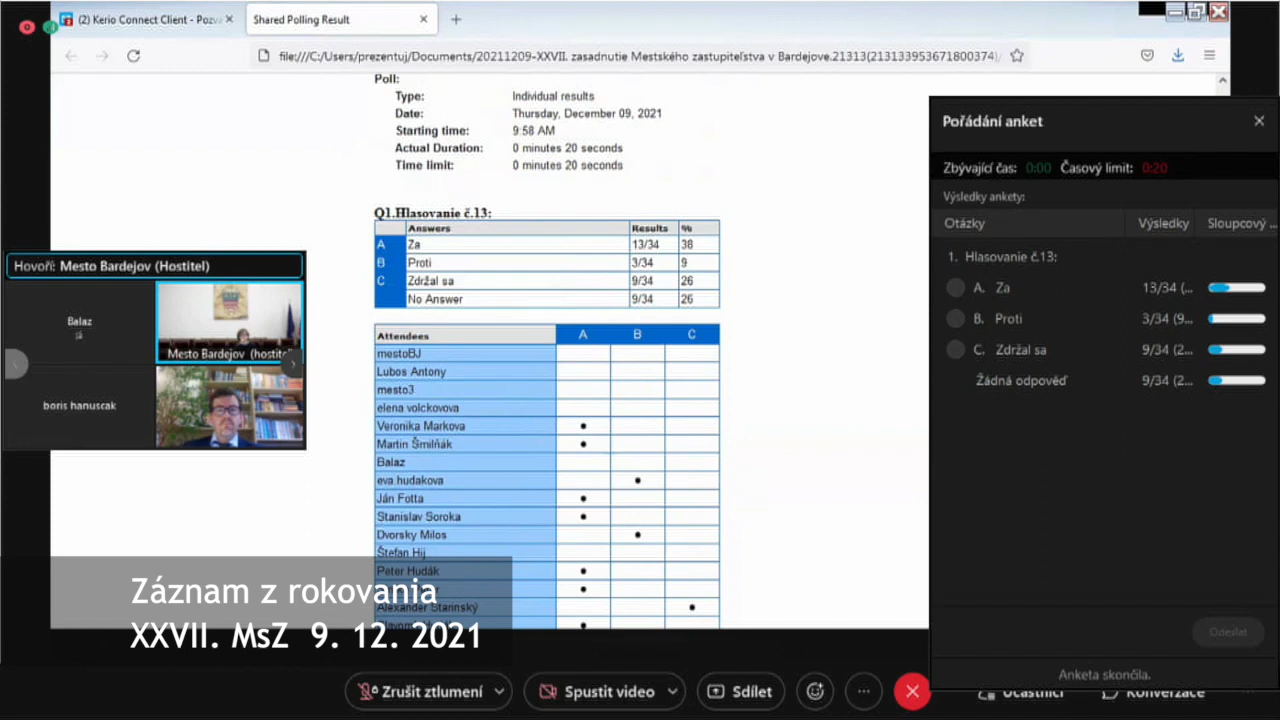 (2) Kerio Connect Client - Pozv
Shared Polling Result
file:///C:/Users/prezentuj/Documents/20211209-XXVII. zasadnutie Mestského zastupiteľstva v Bardejove.21313(2131339536718003​74)/
Poll:
Type: Individual results
Date: Thursday, December 09, 2021
Starting time: 9:58 AM
Actual Duration: 0 minutes 20 seconds
Time limit: 0 minutes 20 seconds
Q1.Hlasovanie č.13:
Answers Results %
A Za 13/34 38
B Proti 3/34 9
C Zdržal sa 9/34 26
No Answer 9/34 26
Attendees A B C
mestoBJ
Lubos Antony
mesto3
elena volckovova
Veronika Markova •
Martin Šmilňák •
Balaz
eva.hudakova •
Ján Fotta •
Stanislav Soroka •
Dvorsky Milos •
Štefan Hij
Peter Hudák •
•
Alexander Starinský •
•
Hovoří: Mesto Bardejov (Hostitel)
Balaz
já
Mesto Bardejov (hostite
boris hanuscak
Záznam z rokovania
XXVII. MsZ 9. 12. 2021
Pořádání anket
Zbývající čas: 0:00 Časový limit: 0:20
Výsledky ankety:
Otázky Výsledky Sloupcový ...
1. Hlasovanie č.13:
A. Za 13/34 (...
B. Proti 3/34 (9...
C. Zdržal sa 9/34 (2...
Žádná odpověď 9/34 (2...
Odeslat
Anketa skončila.
Zrušit ztlumení
Spustit video
Sdílet
Účastníci
Konverzace